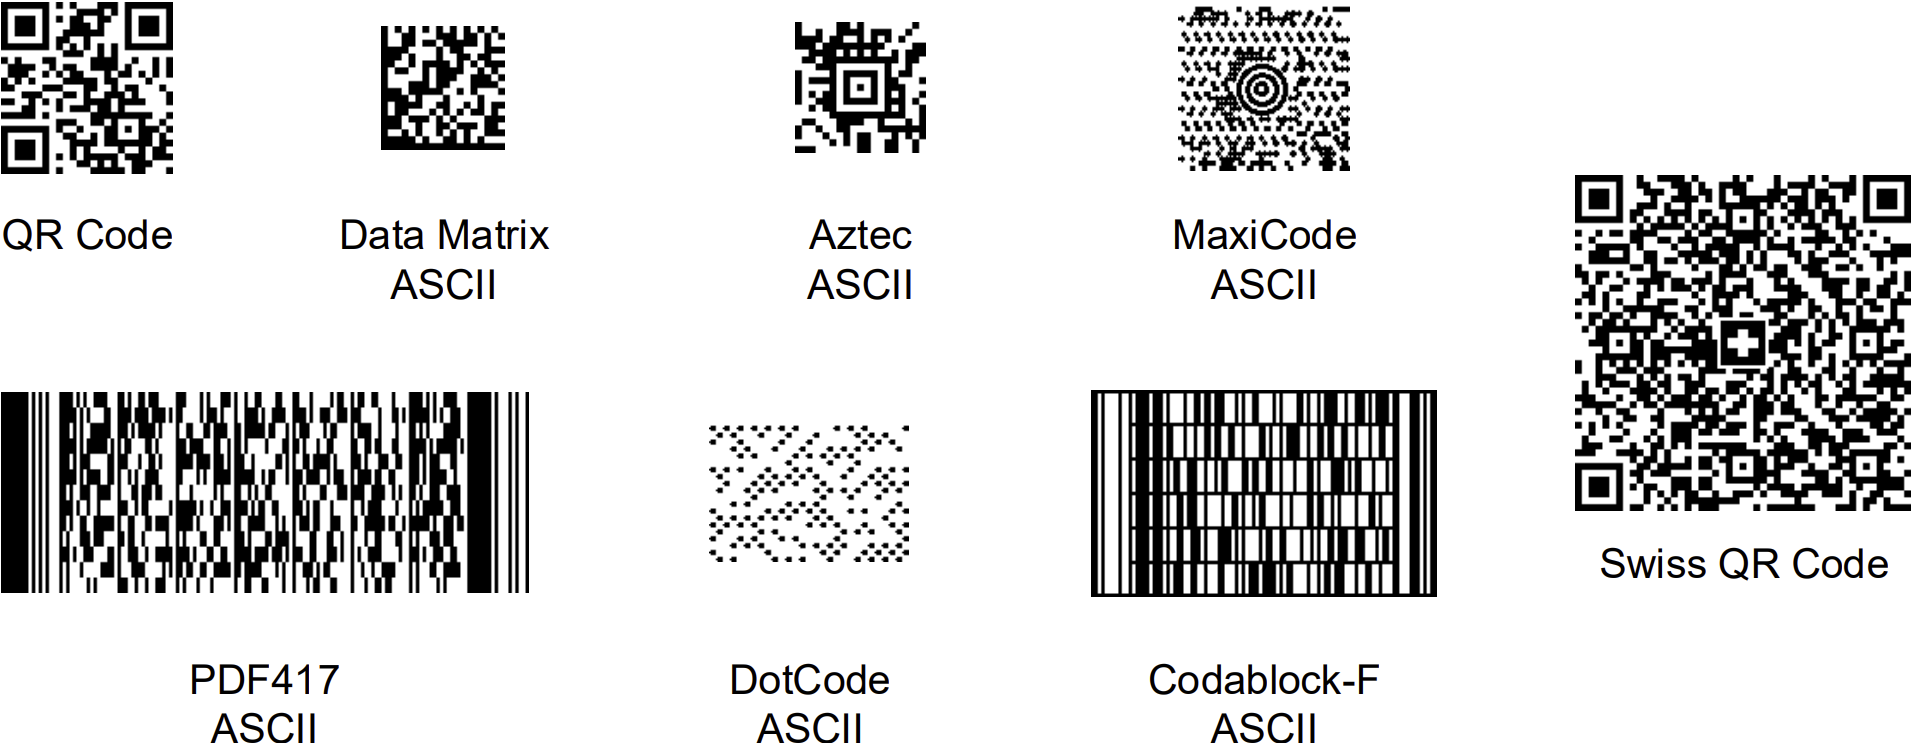 QR Code
Data Matrix
ASCII
Aztec
ASCII
MaxiCode
ASCII
Swiss QR Code
PDF417
ASCII
DotCode
ASCII
Codablock-F
ASCII